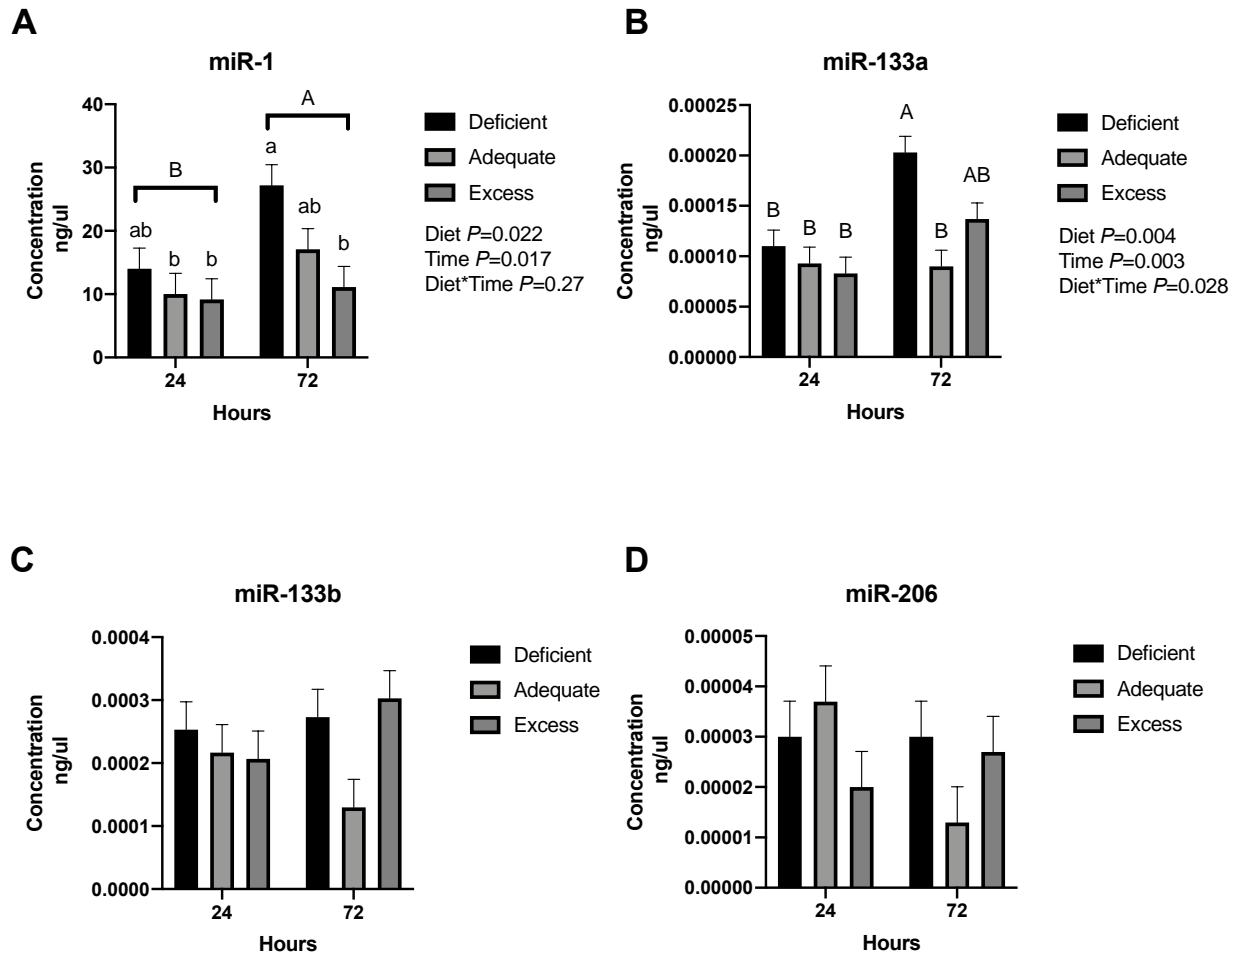 A
miR-1
40
30
20
10
0
Concentration
ng/ul
B
A
ab
b
b
a
ab
b
24
72
Hours
Deficient
Adequate
Excess
Diet P=0.022
Time P=0.017
Diet*Time P=0.27
B
miR-133a
0.00025
0.00020
0.00015
0.00010
0.00005
0.00000
Concentration
ng/ul
B
B
B
A
B
AB
24
72
Hours
Deficient
Adequate
Excess
Diet P=0.004
Time P=0.003
Diet*Time P=0.028
C
miR-133b
0.0004
0.0003
0.0002
0.0001
0.0000
Concentration
ng/ul
24
72
Hours
Deficient
Adequate
Excess
D
miR-206
0.00005
0.00004
0.00003
0.00002
0.00001
0.00000
Concentration
ng/ul
24
72
Hours
Deficient
Adequate
Excess